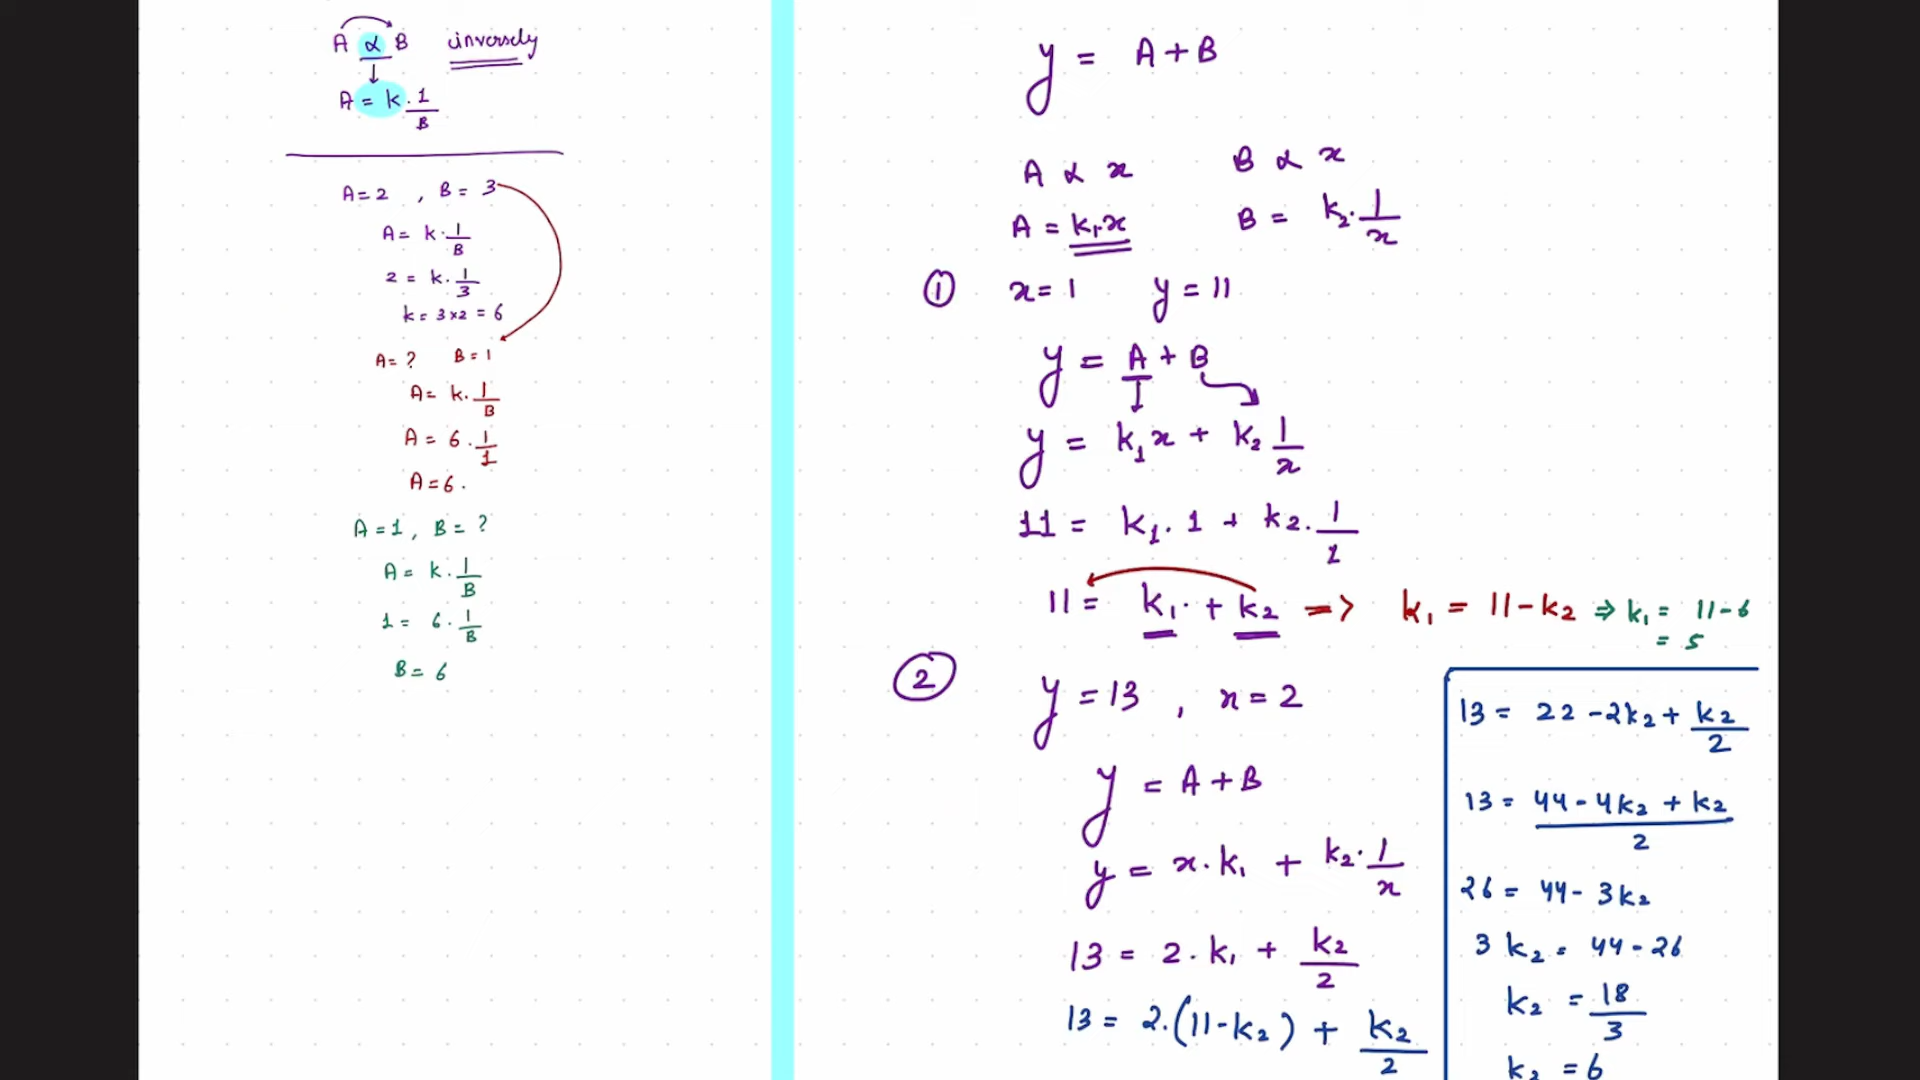 A ∝ B inversely
A = k · 1/B
A = 2 , B = 3
A = k · 1/B
2 = k · 1/3
k = 3×2 = 6
A = ? B = 1
A = k · 1/B
A = 6 · 1/1
A = 6 .
A = 1 , B = ?
A = k · 1/B
1 = 6 · 1/B
B = 6
y = A + B
A ∝ x B ∝ x
A = k₁x B = k₂ · 1/x
① x = 1 y = 11
y = A + B
y = k₁x + k₂ 1/x
11 = k₁ · 1 + k₂ · 1/1
11 = k₁ · + k₂ => k₁ = 11 - k₂ => k₁ = 11 - 6
= 5
② y = 13 , x = 2
y = A + B
y = x · k₁ + k₂ · 1/x
13 = 2 · k₁ + k₂/2
13 = 2 · (11 - k₂) + k₂/2
13 = 22 - 2k₂ + k₂/2
13 = (44 - 4k₂ + k₂)/2
26 = 44 - 3k₂
3 k₂ = 44 - 26
k₂ = 18/3
k₂ = 6